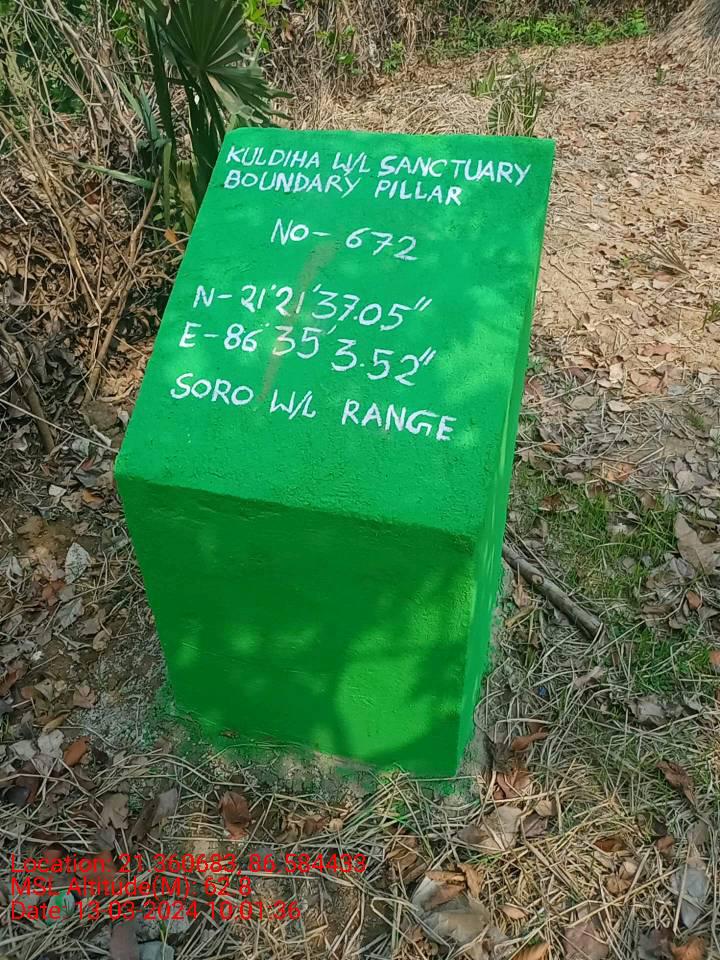 KULDIHA W/L SANCTUARY
BOUNDARY PILLAR
NO- 672
N-21°21'37.05"
E-86°35'3.52"
SORO W/L RANGE
Location: 21.360683, 86.584433
MSL Altitude(M): 62.8
Date: 13-03-2024 10:01:36